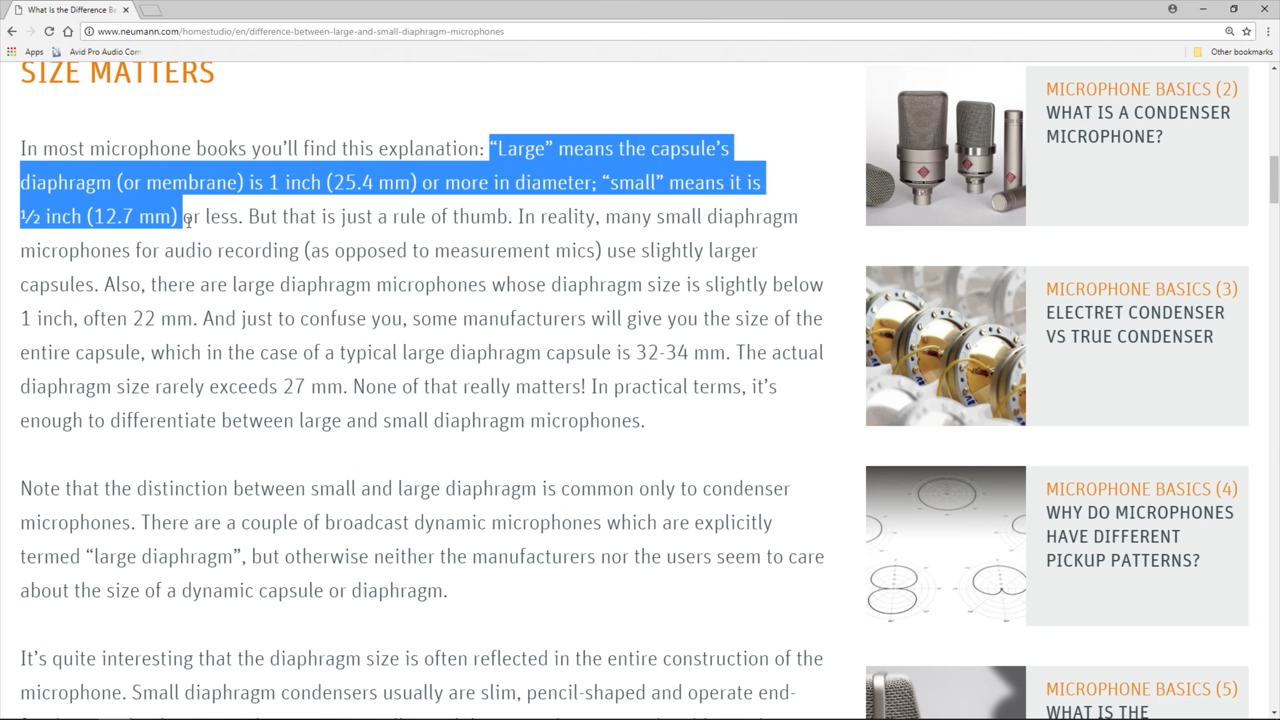 What Is the Difference B
www.neumann.com/homestudio/en/difference-between-large-and-small-diaphragm-microphones
Apps
Avid Pro Audio Com
Other bookmarks
SIZE MATTERS
In most microphone books you’ll find this explanation: “Large” means the capsule’s
diaphragm (or membrane) is 1 inch (25.4 mm) or more in diameter; “small” means it is
½ inch (12.7 mm) or less. But that is just a rule of thumb. In reality, many small diaphragm
microphones for audio recording (as opposed to measurement mics) use slightly larger
capsules. Also, there are large diaphragm microphones whose diaphragm size is slightly below
1 inch, often 22 mm. And just to confuse you, some manufacturers will give you the size of the
entire capsule, which in the case of a typical large diaphragm capsule is 32-34 mm. The actual
diaphragm size rarely exceeds 27 mm. None of that really matters! In practical terms, it’s
enough to differentiate between large and small diaphragm microphones.
Note that the distinction between small and large diaphragm is common only to condenser
microphones. There are a couple of broadcast dynamic microphones which are explicitly
termed “large diaphragm”, but otherwise neither the manufacturers nor the users seem to care
about the size of a dynamic capsule or diaphragm.
It’s quite interesting that the diaphragm size is often reflected in the entire construction of the
microphone. Small diaphragm condensers usually are slim, pencil-shaped and operate end-
MICROPHONE BASICS (2)
WHAT IS A CONDENSER
MICROPHONE?
MICROPHONE BASICS (3)
ELECTRET CONDENSER
VS TRUE CONDENSER
MICROPHONE BASICS (4)
WHY DO MICROPHONES
HAVE DIFFERENT
PICKUP PATTERNS?
MICROPHONE BASICS (5)
WHAT IS THE